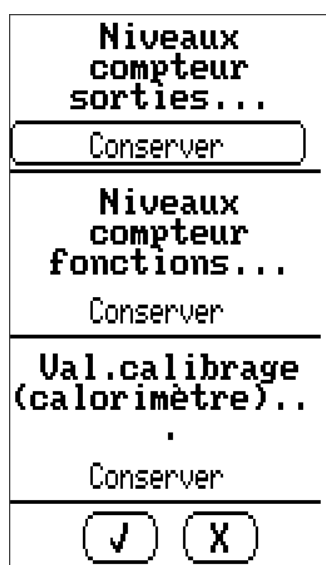 Niveaux
compteur
sorties...
Conserver
Niveaux
compteur
fonctions...
Conserver
Val.calibrage
(calorimètre)..
.
Conserver
√ X